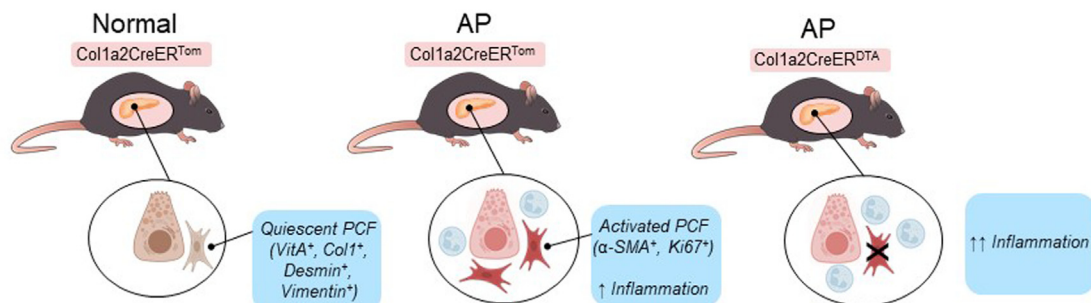 Normal
Col1a2CreER^Tom
AP
Col1a2CreER^Tom
AP
Col1a2CreER^DTA
Quiescent PCF
(VitA⁺, Col1⁺,
Desmin⁺,
Vimentin⁺)
Activated PCF
(α-SMA⁺, Ki67⁺)
↑ Inflammation
↑↑ Inflammation